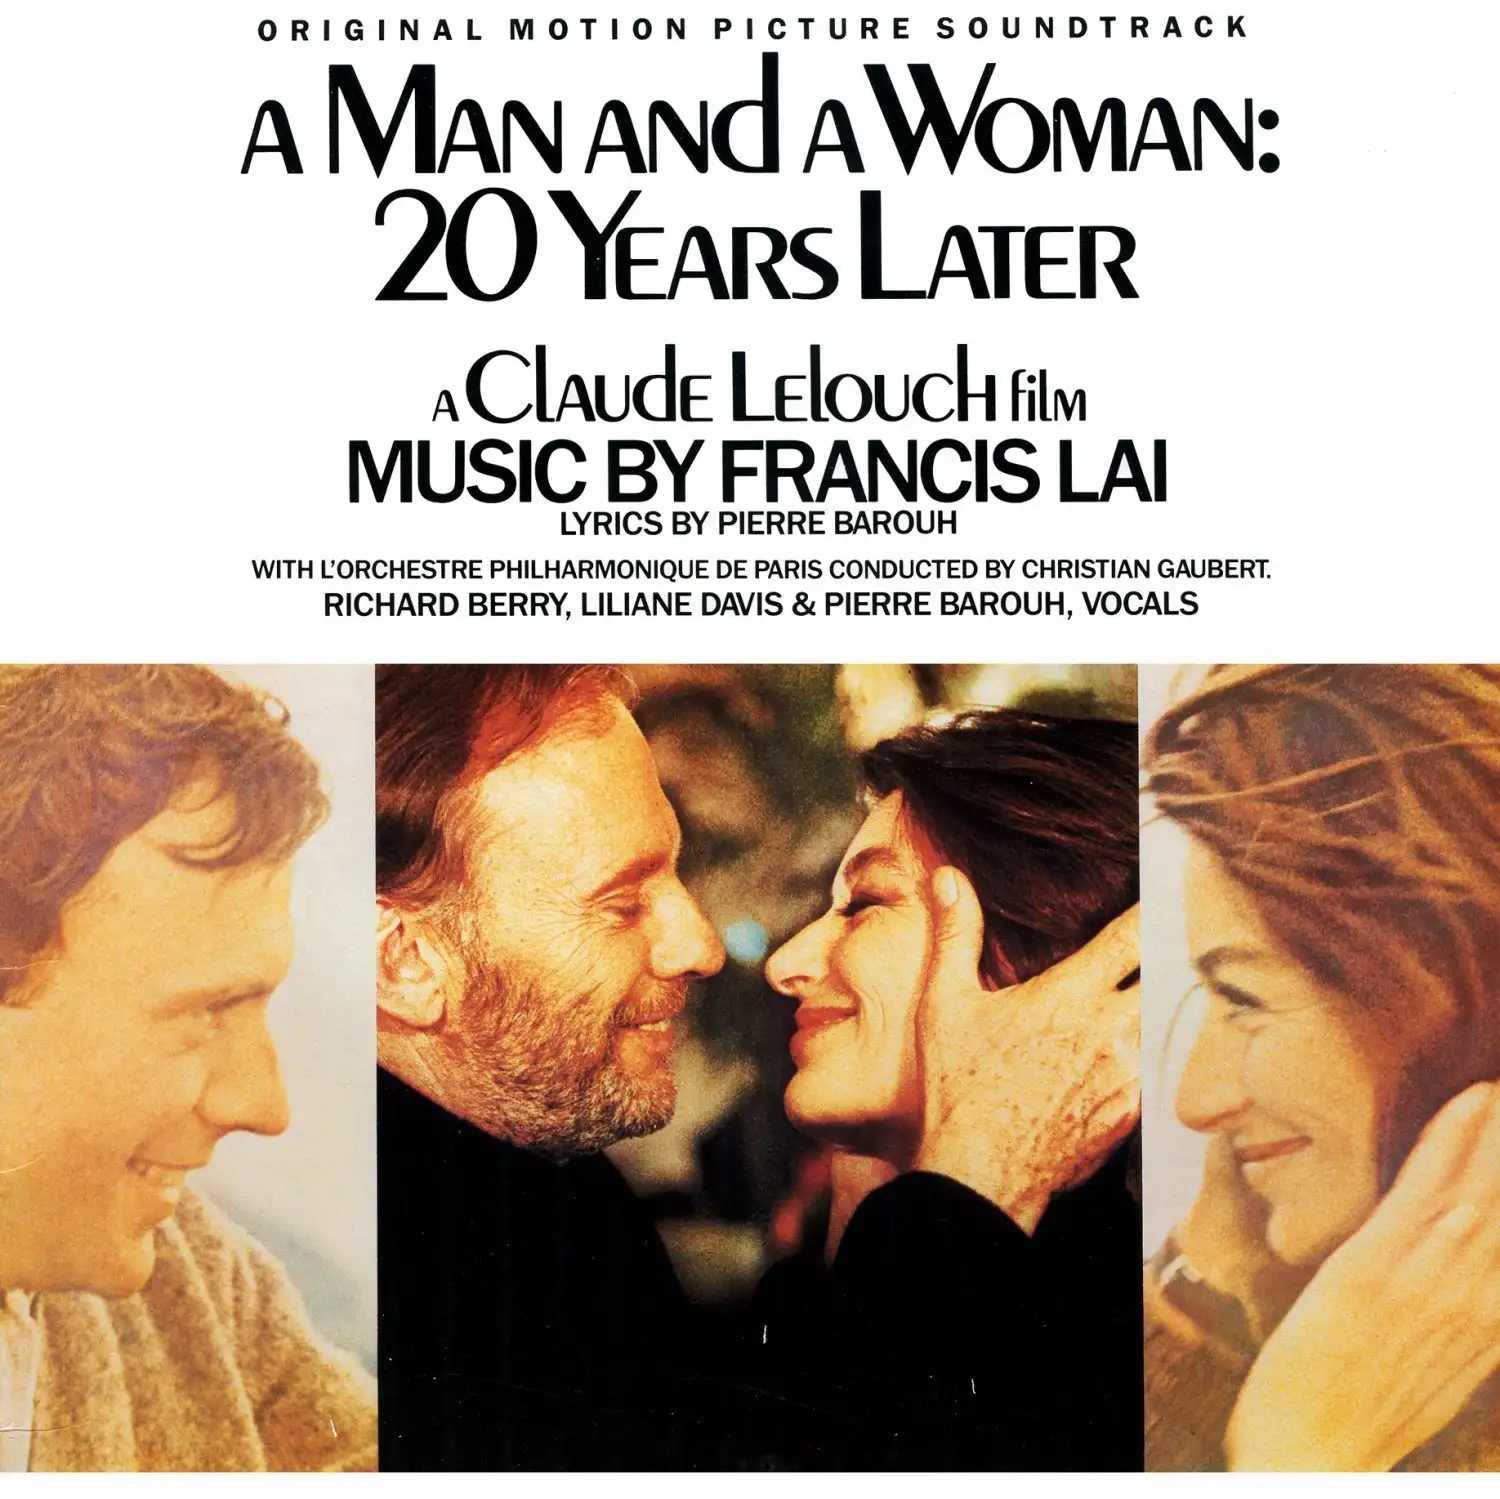 ORIGINAL MOTION PICTURE SOUNDTRACK
A MAN ANd A WOMAN:
20 YEARS LATER
A ClAUdE LElOUCH film
MUSIC BY FRANCIS LAI
LYRICS BY PIERRE BAROUH
WITH L'ORCHESTRE PHILHARMONIQUE DE PARIS CONDUCTED BY CHRISTIAN GAUBERT.
RICHARD BERRY, LILIANE DAVIS & PIERRE BAROUH, VOCALS